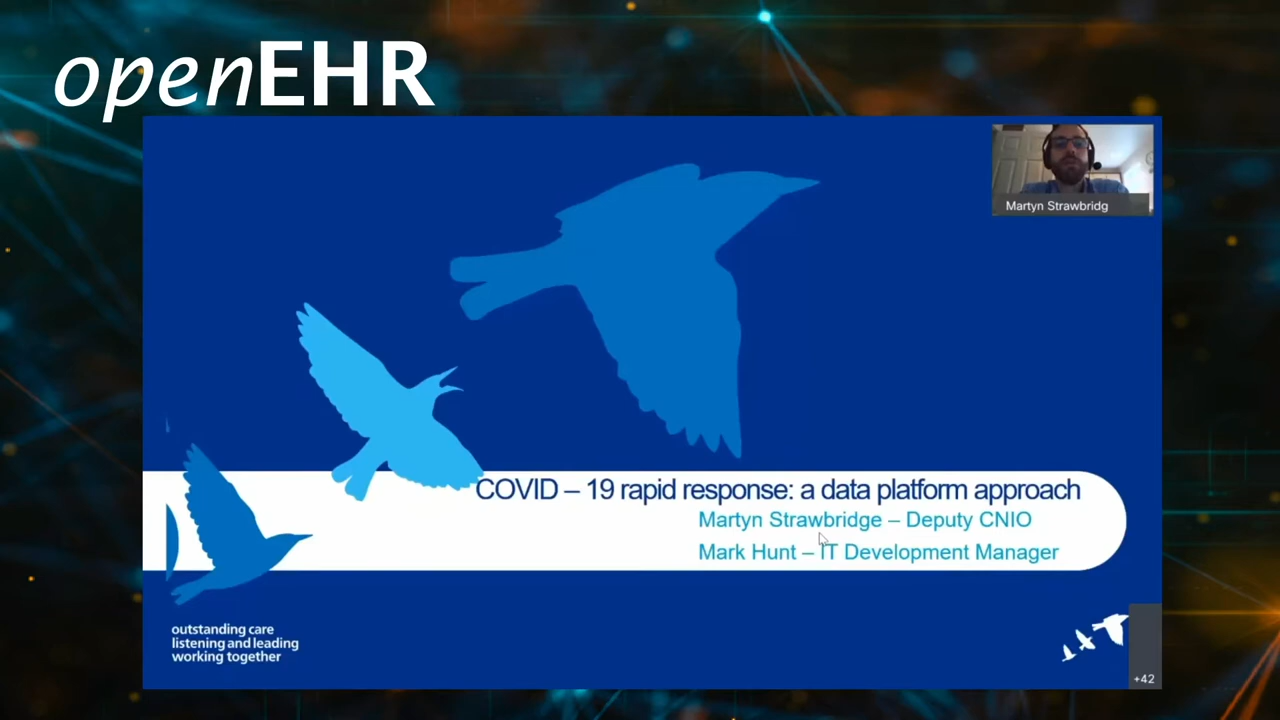 openEHR
Martyn Strawbridg
COVID – 19 rapid response: a data platform approach
Martyn Strawbridge – Deputy CNIO
Mark Hunt – IT Development Manager
outstanding care
listening and leading
working together
+42